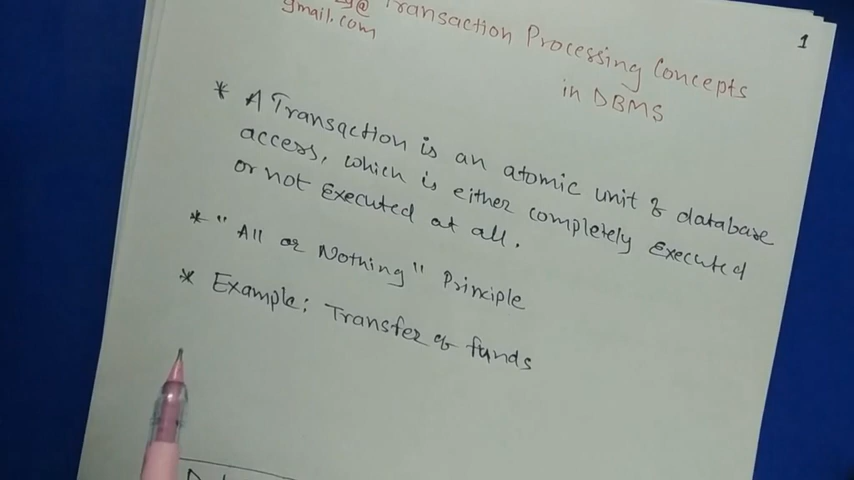 Transaction Processing Concepts
gmail.com
in DBMS
1
* A Transaction is an atomic unit of database
access, which is either completely executed
or not executed at all.
* "All or Nothing" Principle
* Example: Transfer of funds